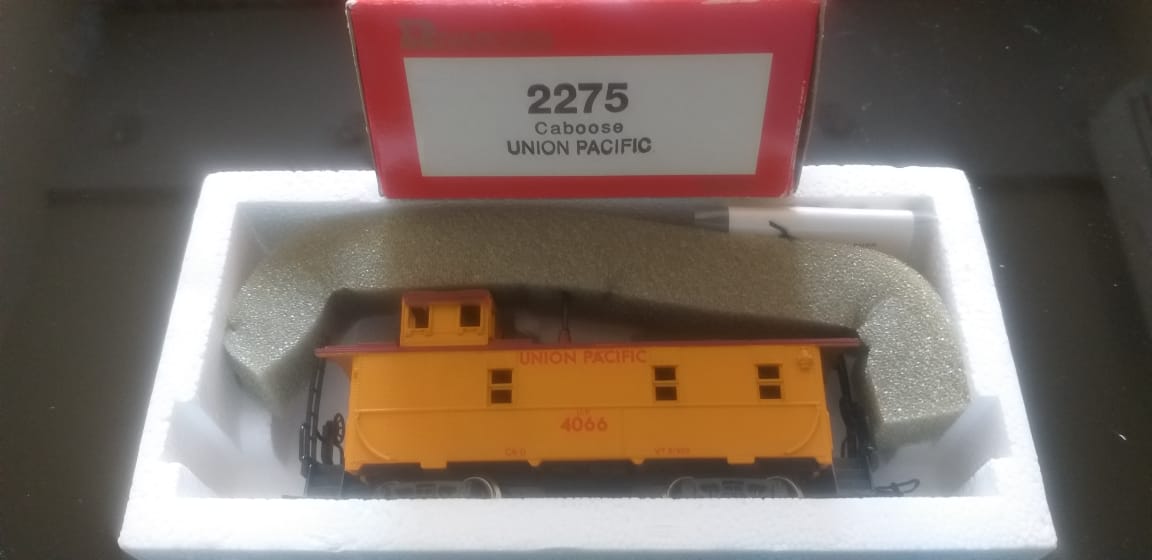 2275
Caboose
UNION PACIFIC
UNION PACIFIC
4066